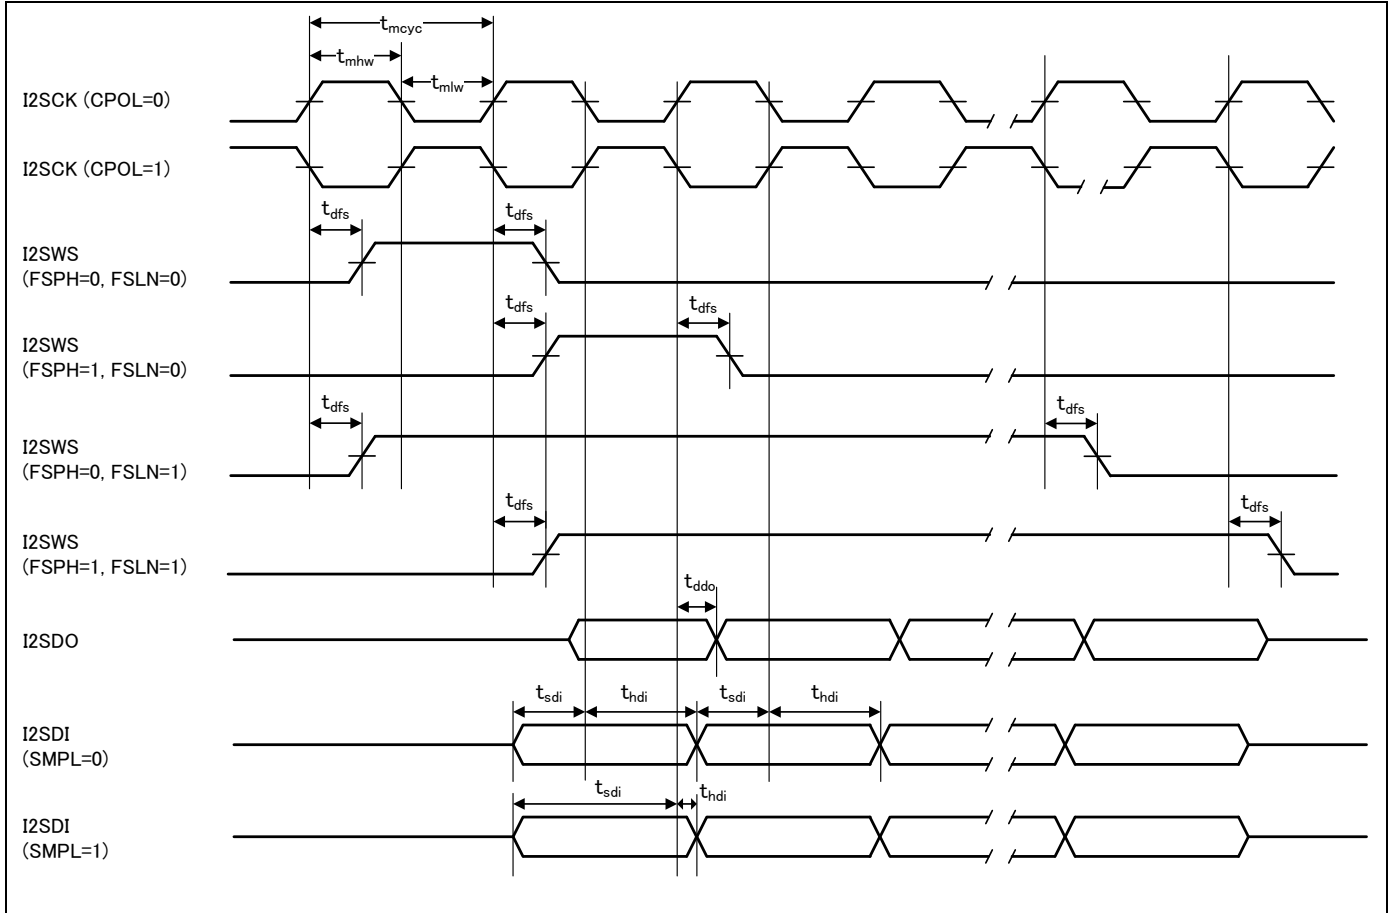 tmcyc
tmhw
tmlw
I2SCK (CPOL=0)
I2SCK (CPOL=1)
tdfs tdfs
I2SWS
(FSPH=0, FSLN=0)
tdfs tdfs
I2SWS
(FSPH=1, FSLN=0)
tdfs tdfs
I2SWS
(FSPH=0, FSLN=1)
tdfs tdfs
I2SWS
(FSPH=1, FSLN=1)
tddo
I2SDO
tsdi thdi tsdi thdi
I2SDI
(SMPL=0)
tsdi thdi
I2SDI
(SMPL=1)